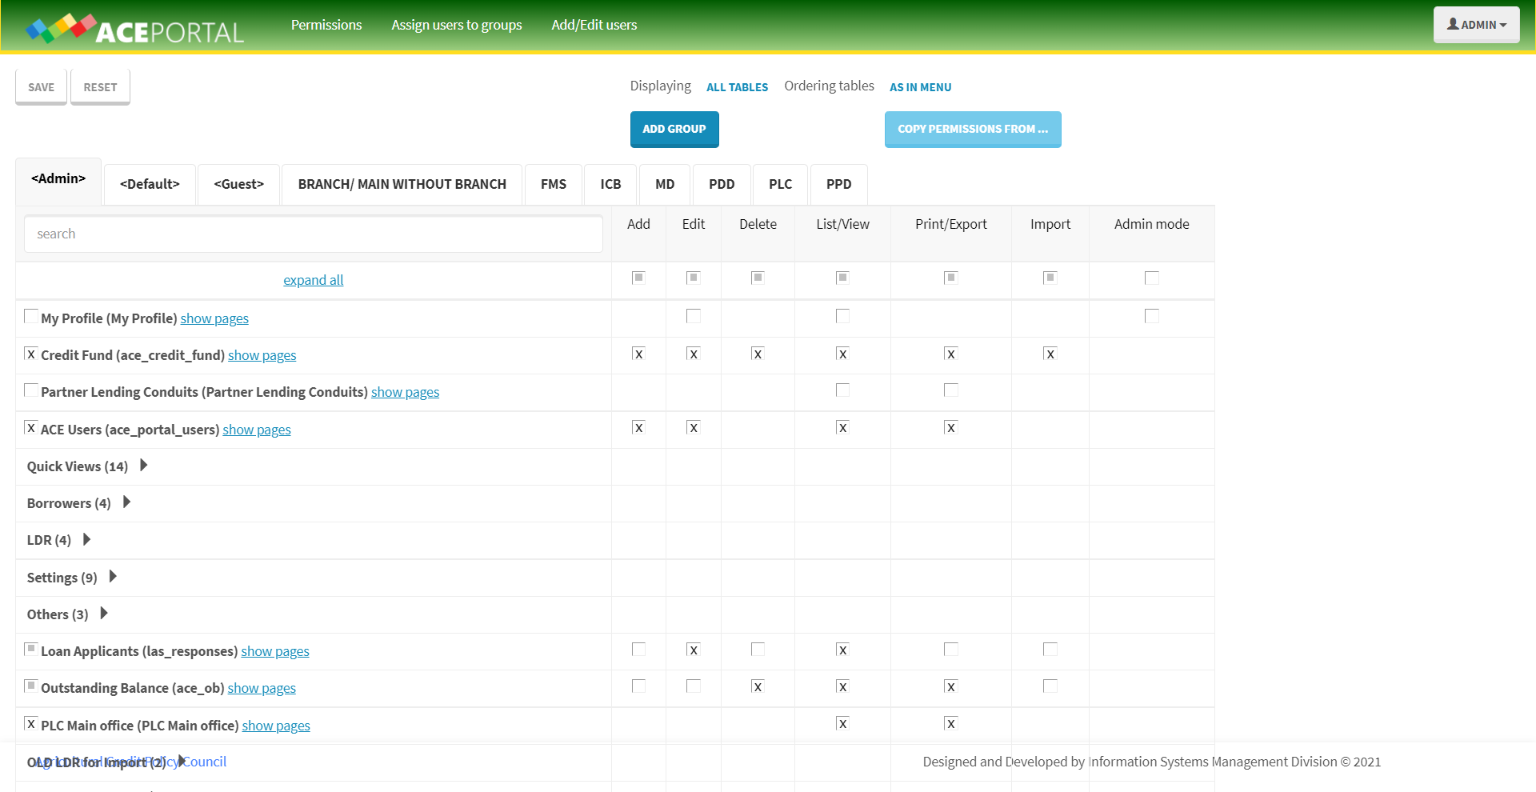 ACEPORTAL Permissions Assign users to groups Add/Edit users ADMIN
SAVE RESET Displaying ALL TABLES Ordering tables AS IN MENU
ADD GROUP COPY PERMISSIONS FROM ...
<Admin> <Default> <Guest> BRANCH/ MAIN WITHOUT BRANCH FMS ICB MD PDD PLC PPD
search Add Edit Delete List/View Print/Export Import Admin mode
expand all
My Profile (My Profile) show pages
X Credit Fund (ace_credit_fund) show pages X X X X X X
Partner Lending Conduits (Partner Lending Conduits) show pages
X ACE Users (ace_portal_users) show pages X X X X
Quick Views (14)
Borrowers (4)
LDR (4)
Settings (9)
Others (3)
Loan Applicants (las_responses) show pages X X
Outstanding Balance (ace_ob) show pages X X X
X PLC Main office (PLC Main office) show pages X X
OLD LDR for Import (2)
Agricultural Credit Policy Council Designed and Developed by Information Systems Management Division © 2021